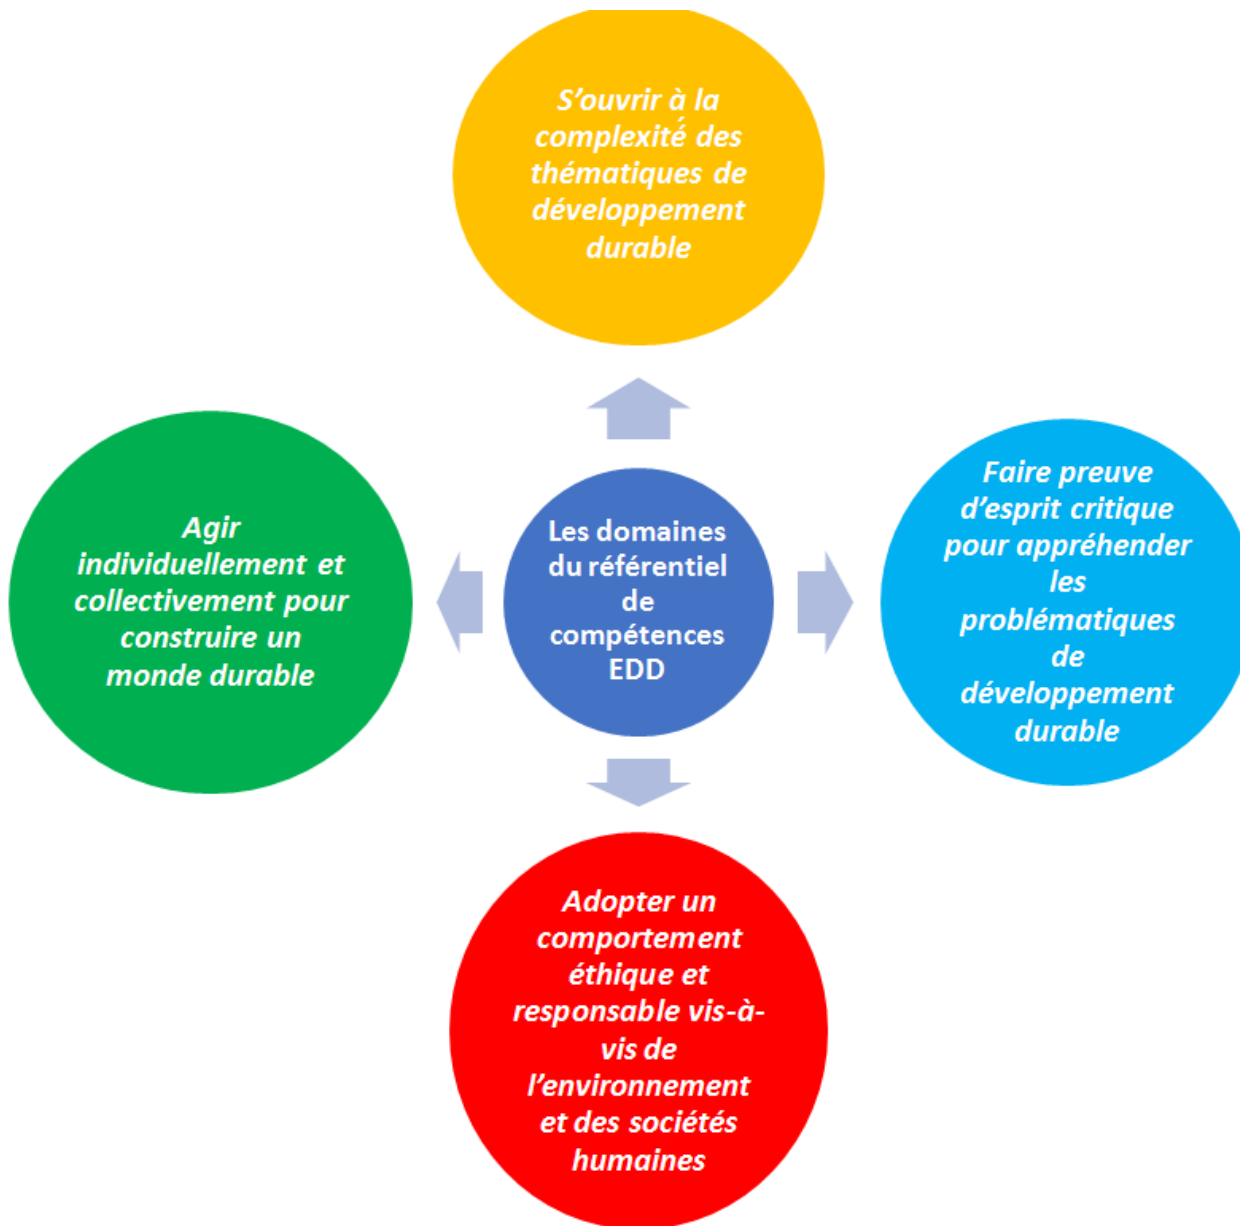 S’ouvrir à la
complexité des
thématiques de
développement
durable
Agir
individuellement et
collectivement pour
construire un
monde durable
Les domaines
du référentiel
de
compétences
EDD
Faire preuve
d’esprit critique
pour appréhender
les
problématiques
de
développement
durable
Adopter un
comportement
éthique et
responsable vis-à-
vis de
l’environnement
et des sociétés
humaines